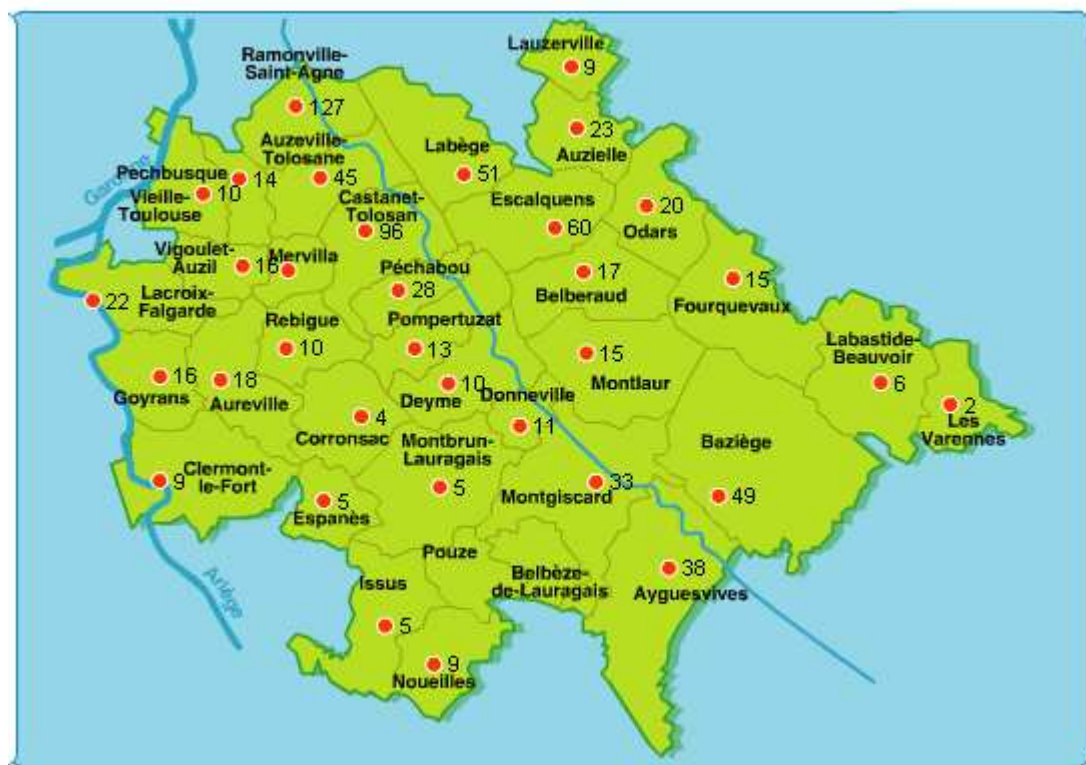 Lauzerville
9
Ramonville-
Saint-Agne
127
23
Auzielle
Auzeville-
Tolosane
45
Labège
51
Garonne
Pechbusque
14
10
Vieille-
Toulouse
Castanet-
Tolosan
96
Escalquens
60
20
Odars
Vigoulet-
Auzil
16
Mervilla
Péchabou
28
17
Belberaud
15
Fourquevaux
22
Lacroix-
Falgarde
Rebigue
10
Pompertuzat
13
15
Montlaur
Labastide-
Beauvoir
6
16
Goyrans
18
Aureville
10
Deyme
Donneville
11
2
Les
Varennes
4
Corronsac
Montbrun-
Lauragais
5
Baziège
49
9
Clermont-
le-Fort
5
Espanès
Montgiscard
33
Pouze
Belbèze-
de-Lauragais
38
Ayguesvives
Issus
5
Ariège
9
Noueilles